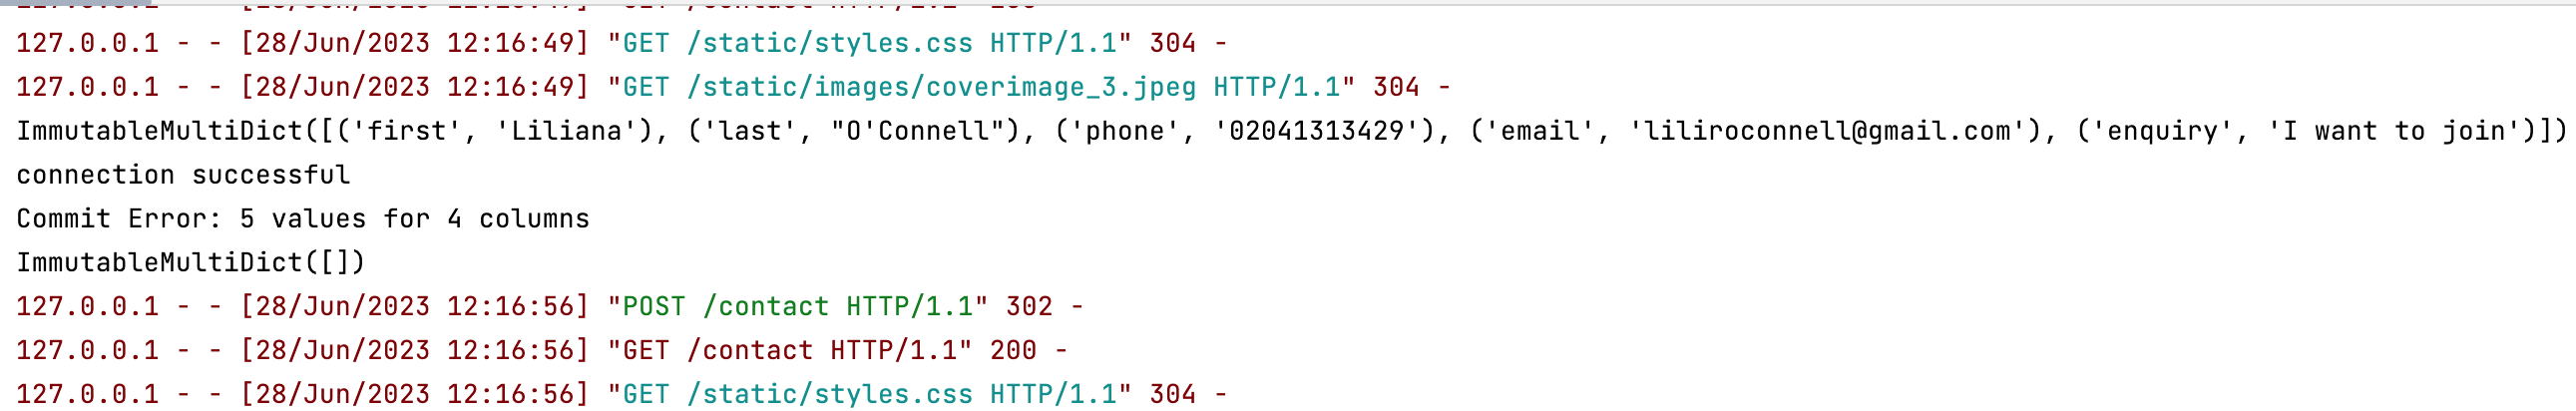 127.0.0.1 - - [28/Jun/2023 12:16:49] "GET /static/styles.css HTTP/1.1" 304 -
127.0.0.1 - - [28/Jun/2023 12:16:49] "GET /static/images/coverimage_3.jpeg HTTP/1.1" 304 -
ImmutableMultiDict([('first', 'Liliana'), ('last', "O'Connell"), ('phone', '02041313429'), ('email', 'liliroconnell@gmail.com'), ('enquiry', 'I want to join')])
connection successful
Commit Error: 5 values for 4 columns
ImmutableMultiDict([])
127.0.0.1 - - [28/Jun/2023 12:16:56] "POST /contact HTTP/1.1" 302 -
127.0.0.1 - - [28/Jun/2023 12:16:56] "GET /contact HTTP/1.1" 200 -
127.0.0.1 - - [28/Jun/2023 12:16:56] "GET /static/styles.css HTTP/1.1" 304 -